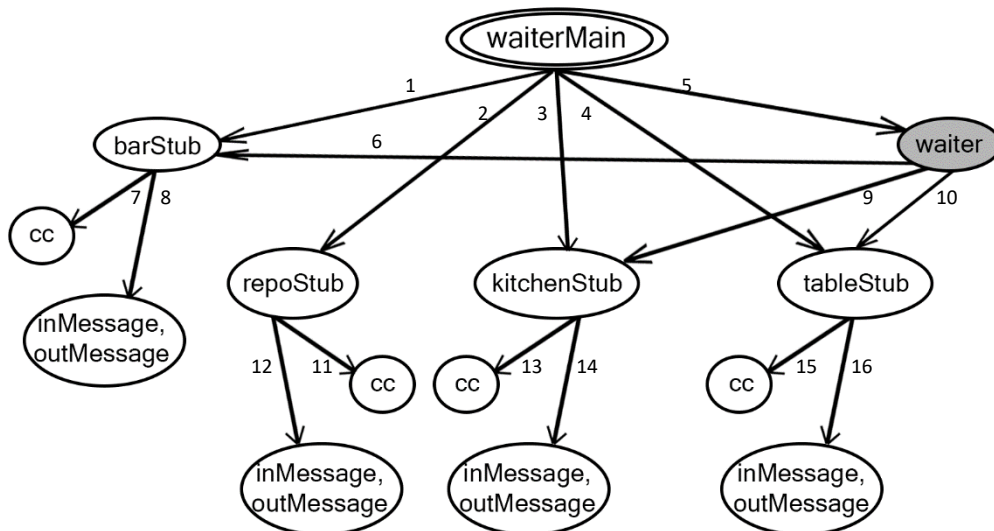 waiterMain
1
2
3
4
5
barStub
6
waiter
7
8
9
10
cc
repoStub
kitchenStub
tableStub
inMessage,
outMessage
12
11
cc
cc
13
14
cc
15
16
inMessage,
outMessage
inMessage,
outMessage
inMessage,
outMessage